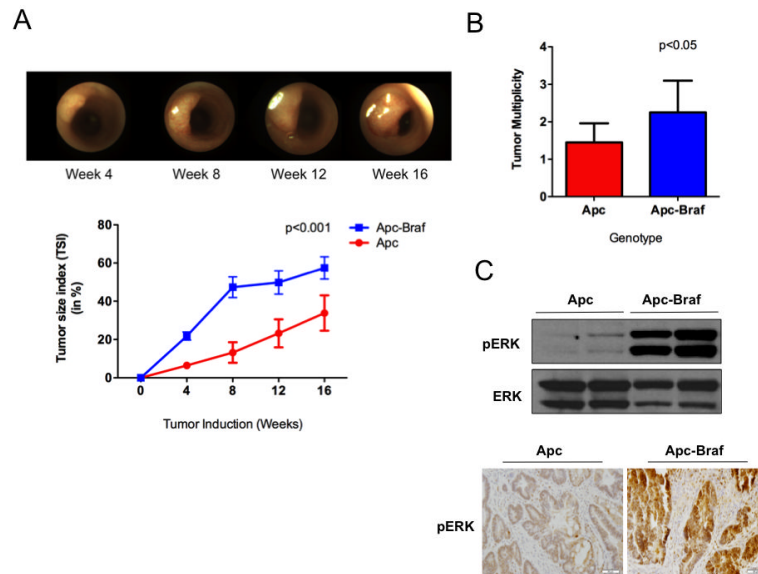 A
Week 4
Week 8
Week 12
Week 16
p<0.001
Apc-Braf
Apc
Tumor size index (TSI)
(in %)
80
60
40
20
0
0
4
8
12
16
Tumor Induction (Weeks)
B
p<0.05
Tumor Multiplicity
4
3
2
1
0
Apc
Apc-Braf
Genotype
C
Apc
Apc-Braf
pERK
ERK
Apc
Apc-Braf
pERK